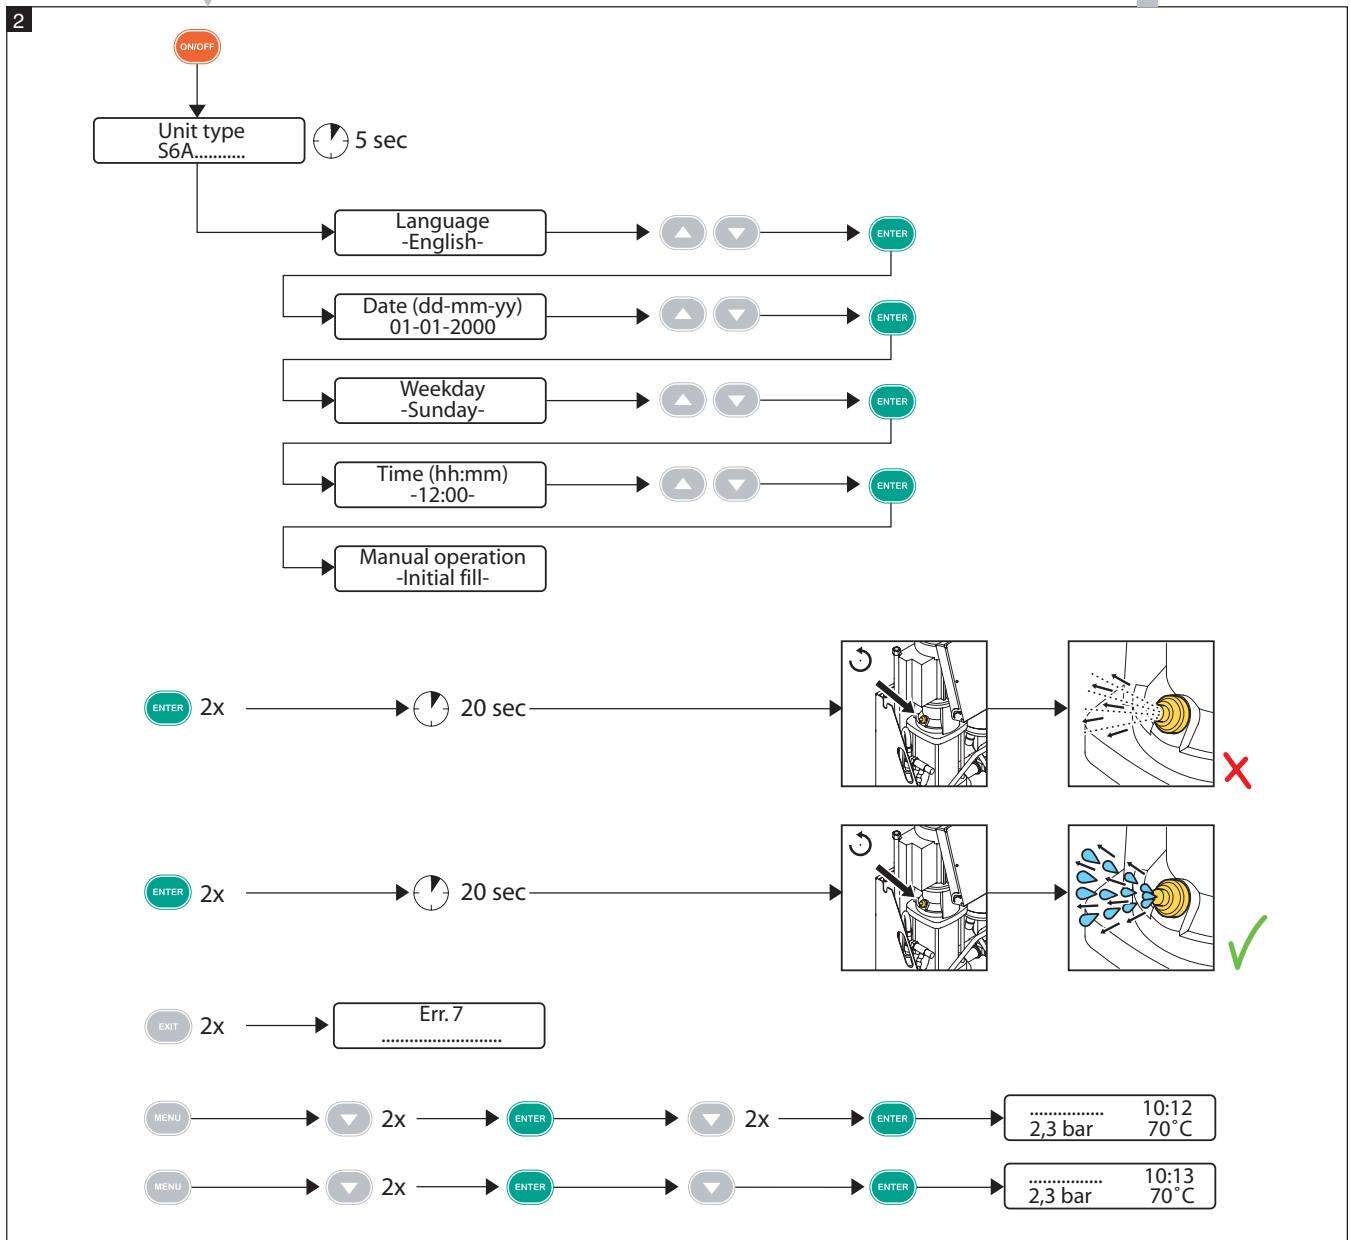 2
ON/OFF
Unit type
S6A...........
5 sec
Language
-English-
ENTER
Date (dd-mm-yy)
01-01-2000
ENTER
Weekday
-Sunday-
ENTER
Time (hh:mm)
-12:00-
ENTER
Manual operation
-Initial fill-
ENTER 2x 20 sec
ENTER 2x 20 sec
EXIT 2x
Err. 7
..........................
MENU 2x ENTER 2x ENTER
................ 10:12
2,3 bar 70˚C
MENU 2x ENTER ENTER
................ 10:13
2,3 bar 70˚C